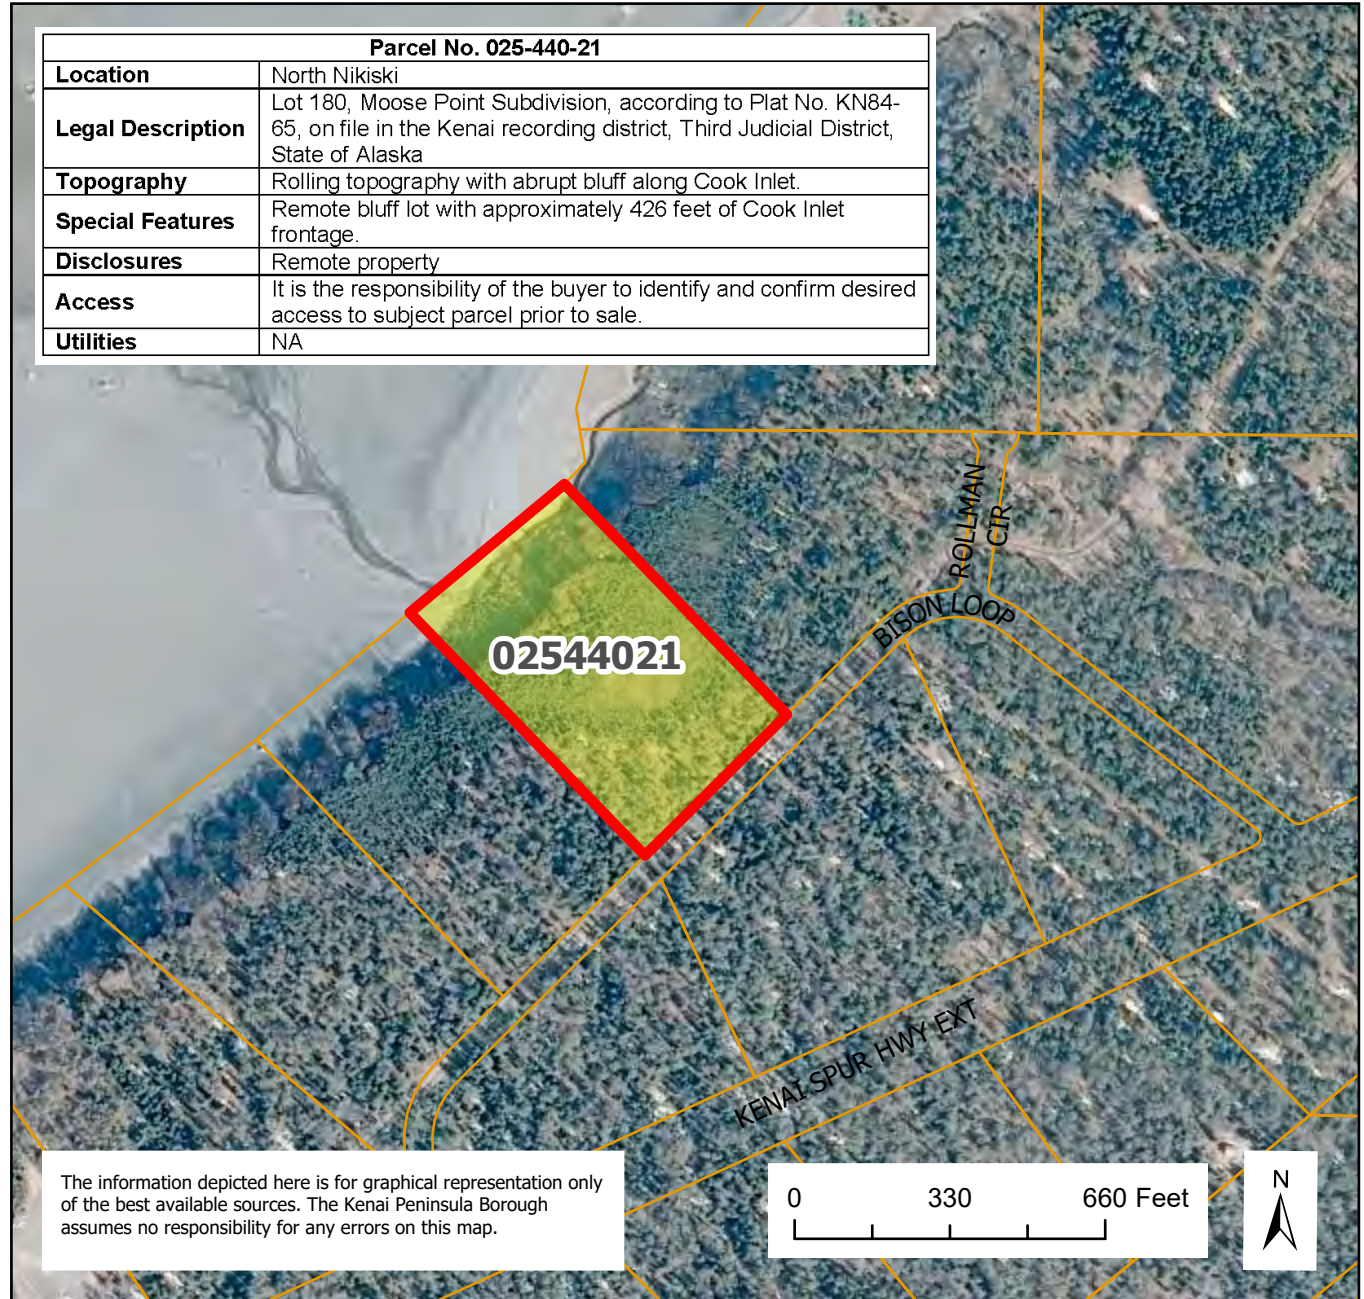 Parcel No. 025-440-21
Location North Nikiski
Legal Description Lot 180, Moose Point Subdivision, according to Plat No. KN84-
65, on file in the Kenai recording district, Third Judicial District,
State of Alaska
Topography Rolling topography with abrupt bluff along Cook Inlet.
Special Features Remote bluff lot with approximately 426 feet of Cook Inlet
frontage.
Disclosures Remote property
Access It is the responsibility of the buyer to identify and confirm desired
access to subject parcel prior to sale.
Utilities NA
ROLLMAN
CIR
BISON LOOP
02544021
KENAI SPUR HWY EXT
The information depicted here is for graphical representation only
of the best available sources. The Kenai Peninsula Borough
assumes no responsibility for any errors on this map.
0 330 660 Feet
N